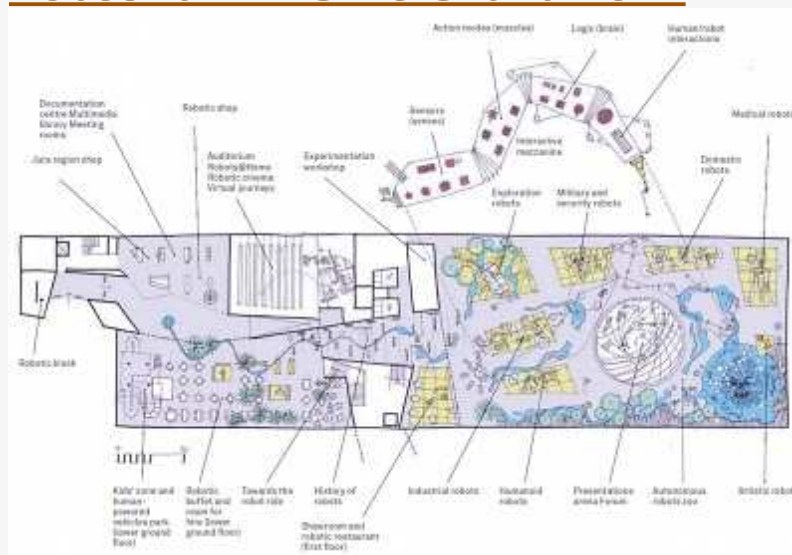 Action modes (muscles)
Logic (brain)
Human/robot
interactions
Documentation
centre Multimedia
library Meeting
rooms
Robotic shop
Sensors
(senses)
Medical robots
Jura region shop
Auditorium
Robots@Home
Robotic cinema
Virtual journeys
Experimentation
workshop
Interactive
mezzanine
Domestic
robots
Exploration
robots
Military and
security robots
Robotic kiosk
Kids' zone and
human-
powered
vehicles park
(lower ground
floor)
Robotic
buffet and
room for
hire (lower
ground floor)
Towards the
robot ride
History of
robots
Showroom and
robotic restaurant
(first floor)
Industrial robots
Humanoid
robots
Presentations
arena Forum
Autonomous
robots zoo
Artistic robots